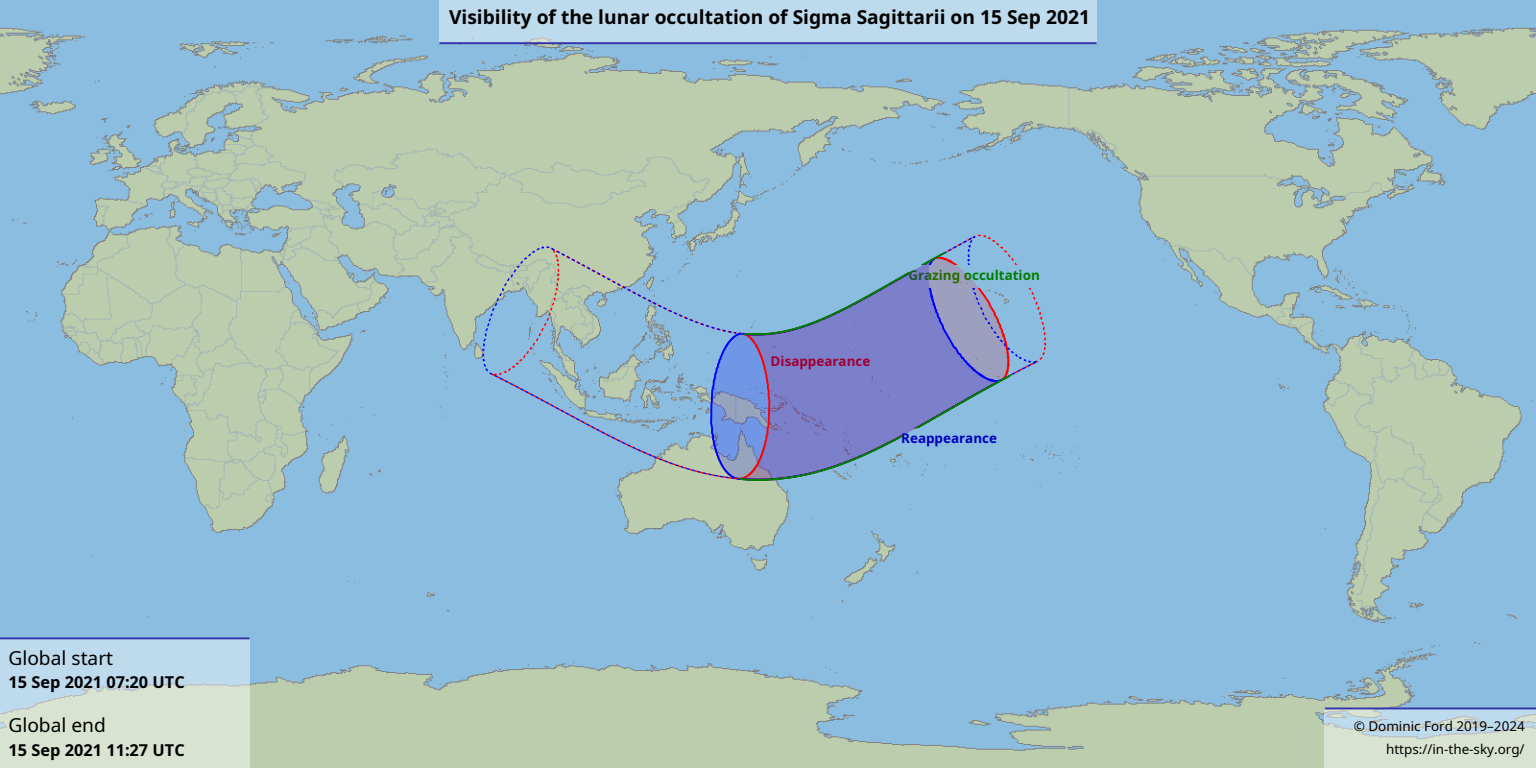 Visibility of the lunar occultation of Sigma Sagittarii on 15 Sep 2021
Grazing occultation
Disappearance
Reappearance
Global start
15 Sep 2021 07:20 UTC
Global end
15 Sep 2021 11:27 UTC
© Dominic Ford 2019–2024
https://in-the-sky.org/